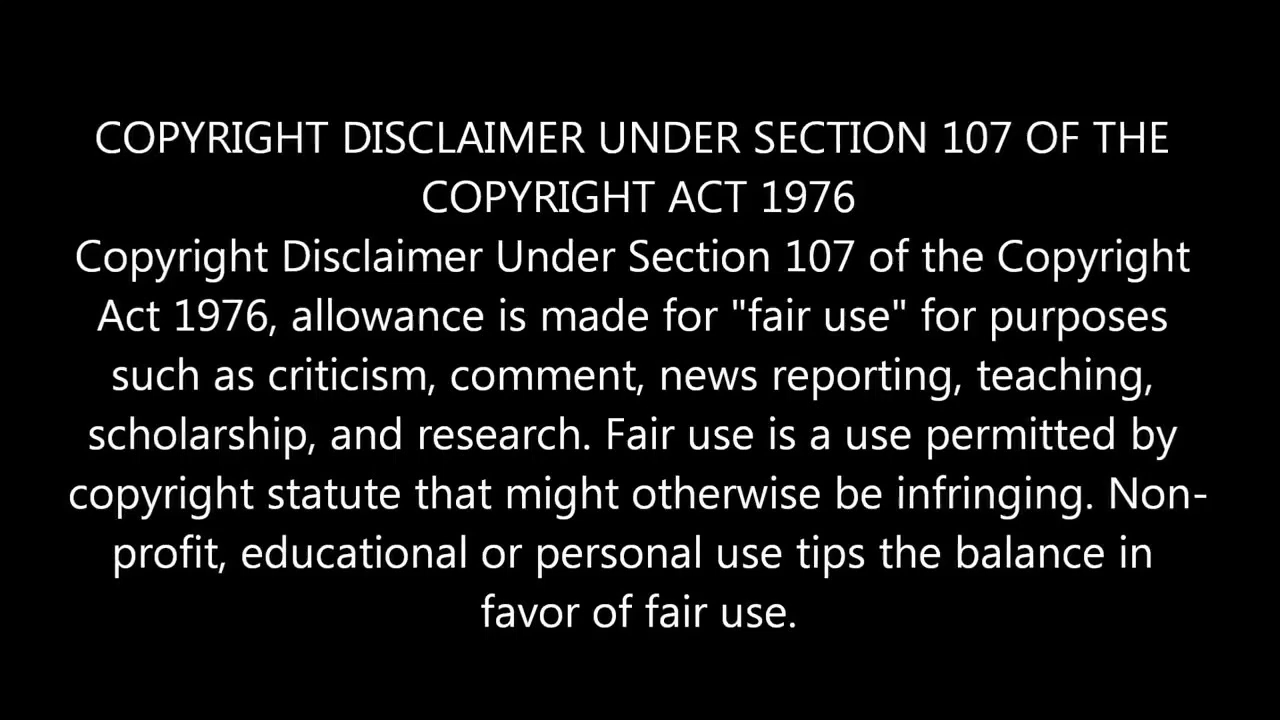 COPYRIGHT DISCLAIMER UNDER SECTION 107 OF THE
COPYRIGHT ACT 1976
Copyright Disclaimer Under Section 107 of the Copyright
Act 1976, allowance is made for "fair use" for purposes
such as criticism, comment, news reporting, teaching,
scholarship, and research. Fair use is a use permitted by
copyright statute that might otherwise be infringing. Non-
profit, educational or personal use tips the balance in
favor of fair use.